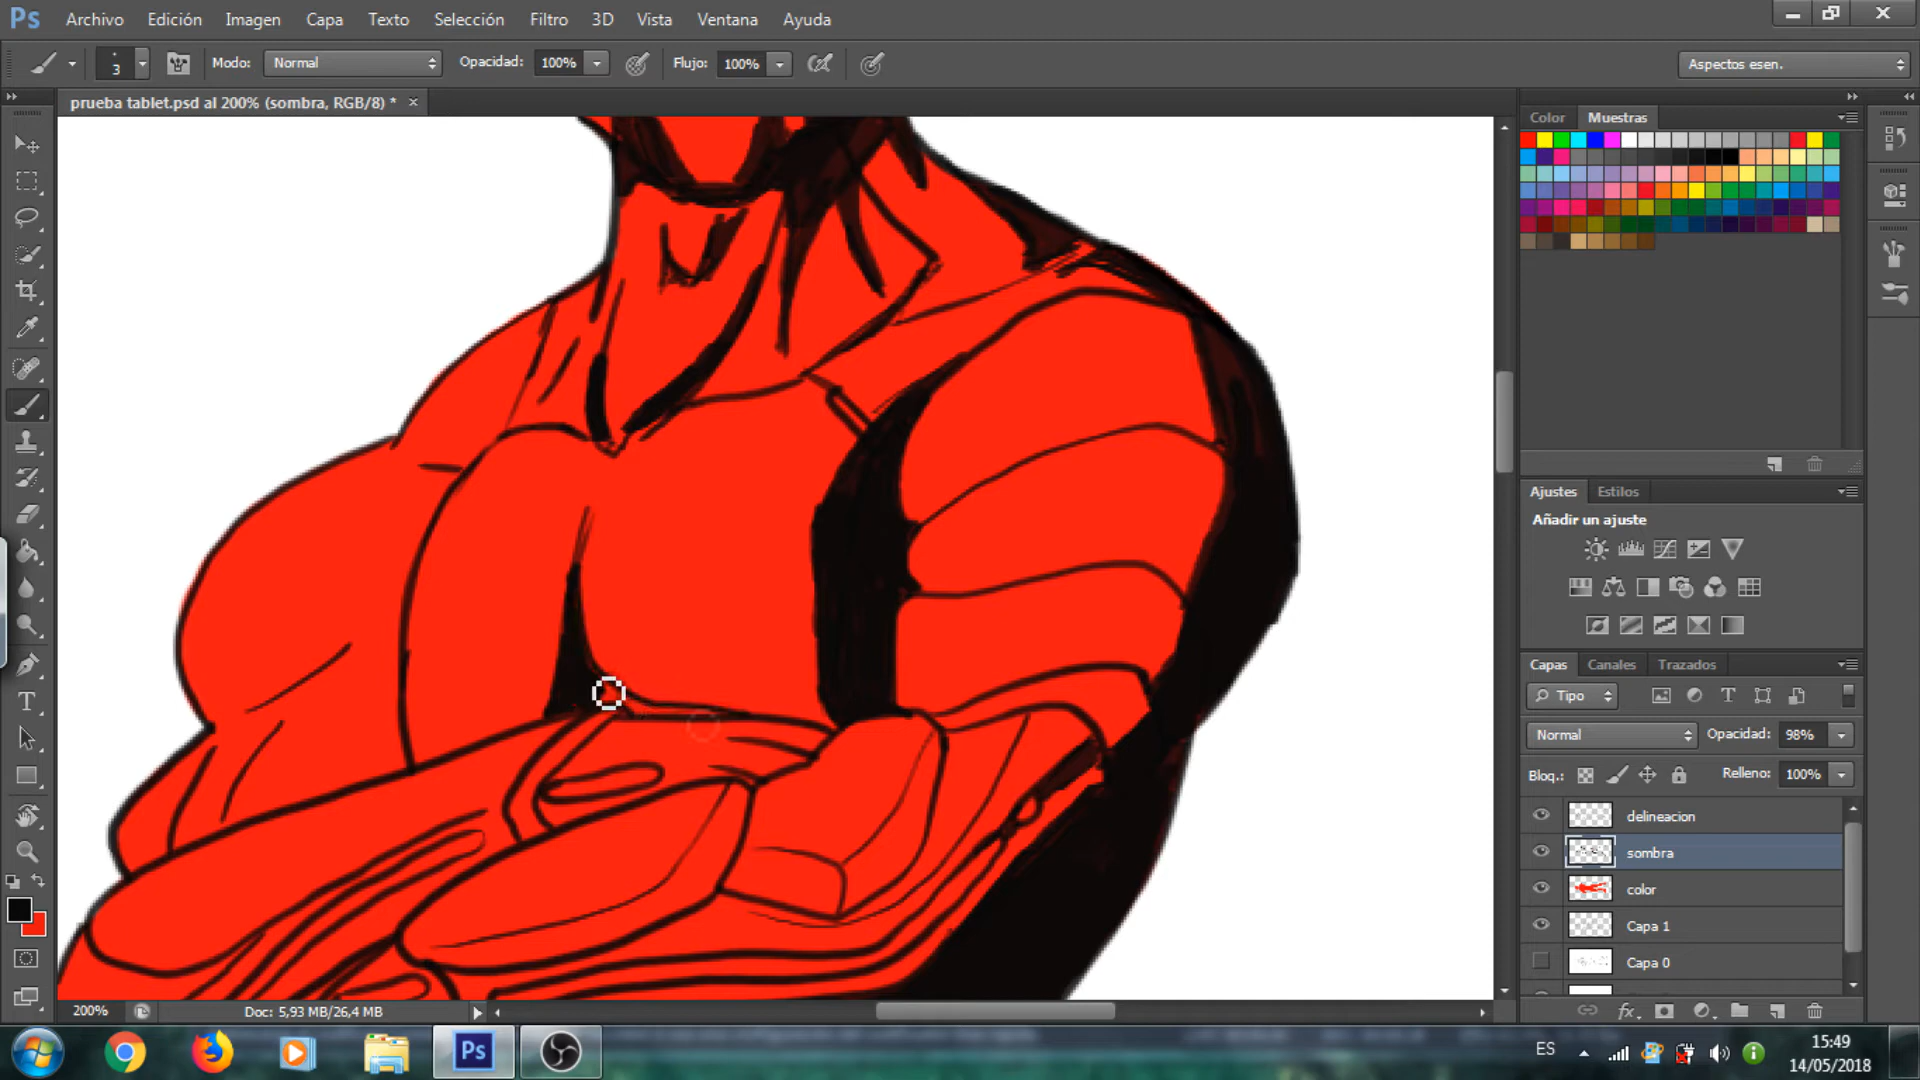 Ps Archivo Edición Imagen Capa Texto Selección Filtro 3D Vista Ventana Ayuda
3 Modo: Normal Opacidad: 100% Flujo: 100% Aspectos esen.
prueba tablet.psd al 200% (sombra, RGB/8) *
Color Muestras
Ajustes Estilos
Añadir un ajuste
Capas Canales Trazados
Tipo
Normal Opacidad: 98%
Bloq.: Relleno: 100%
delineacion
sombra
color
Capa 1
Capa 0
200% Doc: 5,93 MB/26,4 MB
Ps ES 15:49
14/05/2018